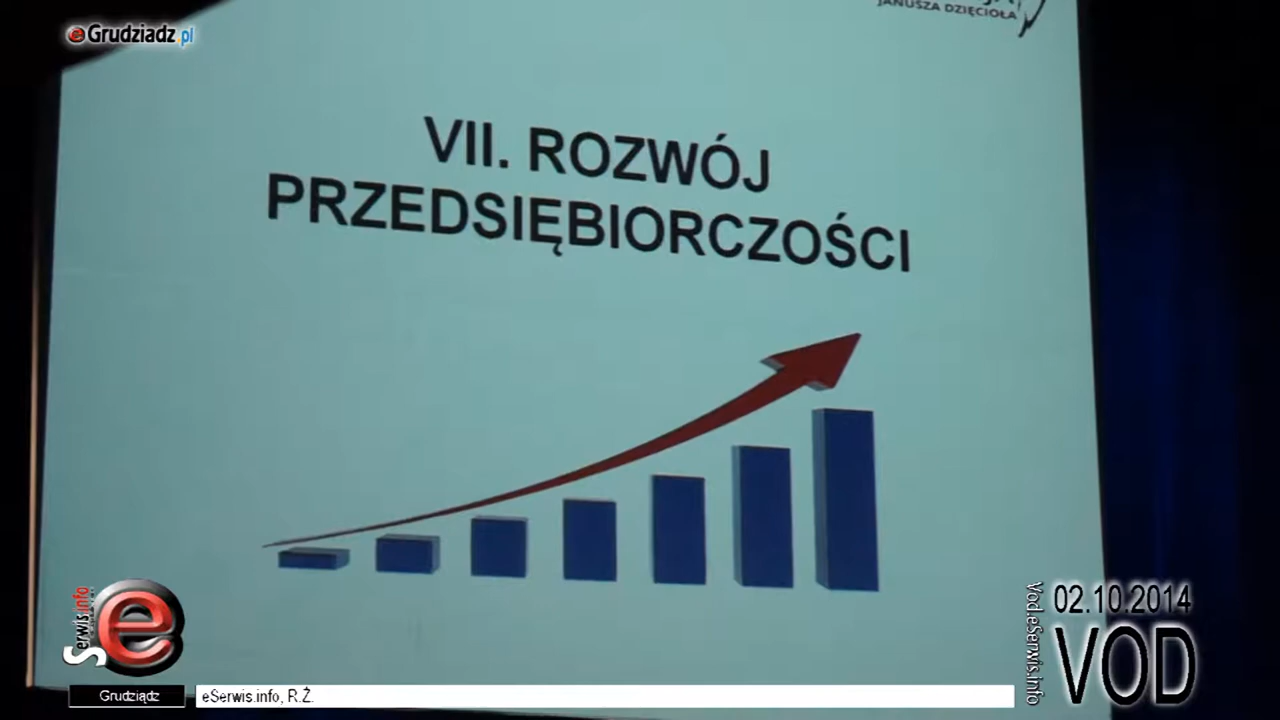 eGrudziadz.pl
JANUSZA DZIĘCIOŁA
VII. ROZWÓJ
PRZEDSIĘBIORCZOŚCI
Serwis.info
e
Vod.eSerwis.Info
02.10.2014
VOD
Grudziądz
eSerwis.info, R.Ż.